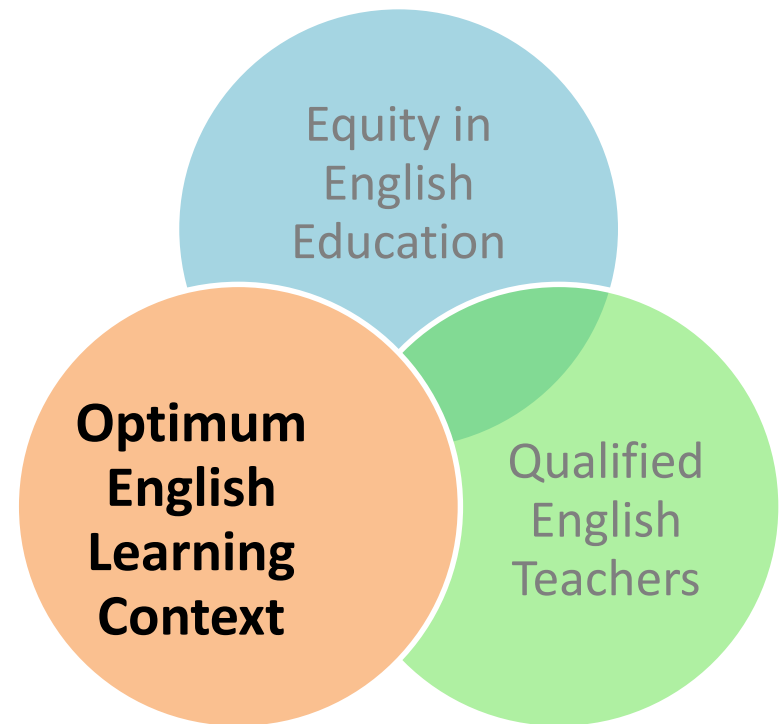 Equity in
English
Education
Optimum
English
Learning
Context
Qualified
English
Teachers